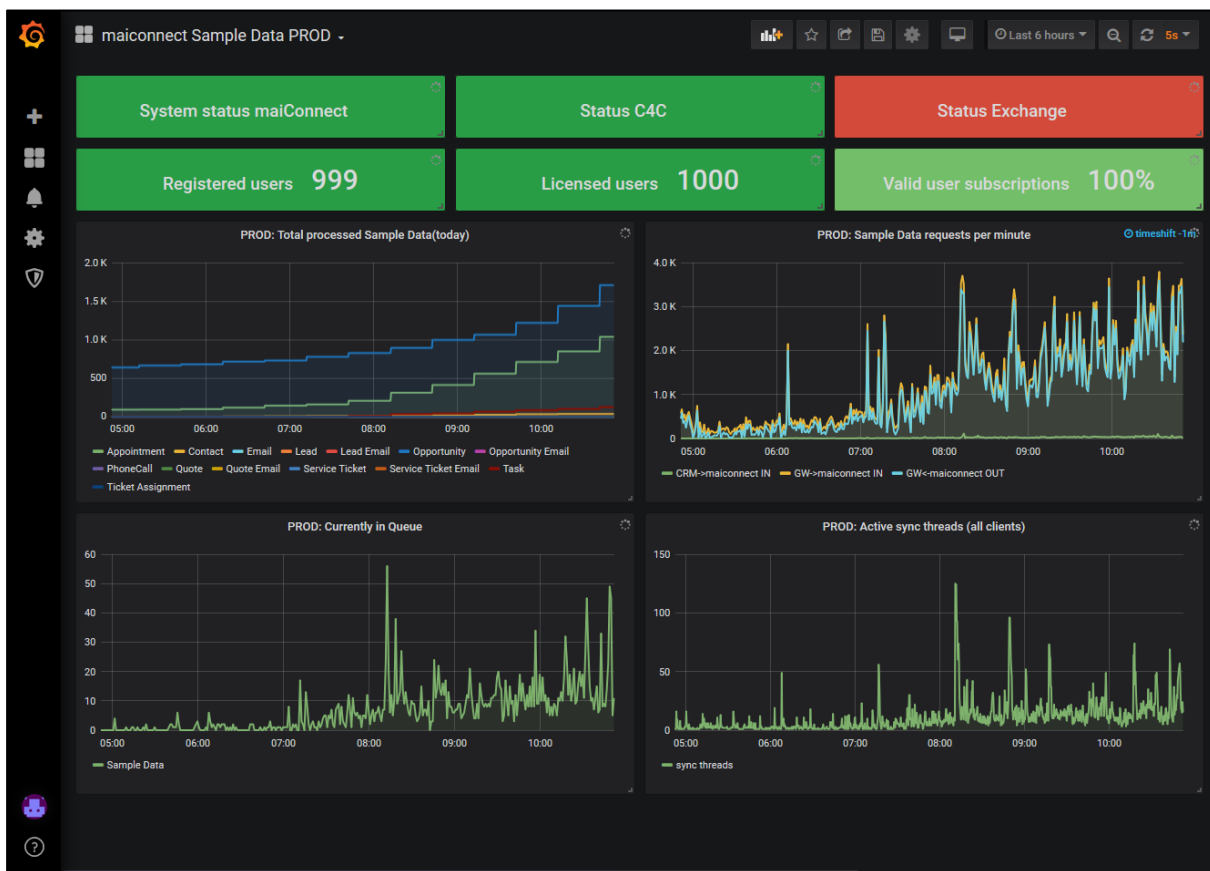 maiconnect Sample Data PROD
Last 6 hours
5s
System status maiConnect
Status C4C
Status Exchange
Registered users 999
Licensed users 1000
Valid user subscriptions 100%
PROD: Total processed Sample Data(today)
2.0 K
1.5 K
1.0 K
500
0
05:00 06:00 07:00 08:00 09:00 10:00
Appointment Contact Email Lead Lead Email Opportunity Opportunity Email
PhoneCall Quote Quote Email Service Ticket Service Ticket Email Task
Ticket Assignment
PROD: Sample Data requests per minute
timeshift -1m
4.0 K
3.0 K
2.0 K
1.0 K
0
05:00 06:00 07:00 08:00 09:00 10:00
CRM->maiconnect IN GW->maiconnect IN GW<-maiconnect OUT
PROD: Currently in Queue
60
50
40
30
20
10
0
05:00 06:00 07:00 08:00 09:00 10:00
Sample Data
PROD: Active sync threads (all clients)
150
100
50
0
05:00 06:00 07:00 08:00 09:00 10:00
sync threads